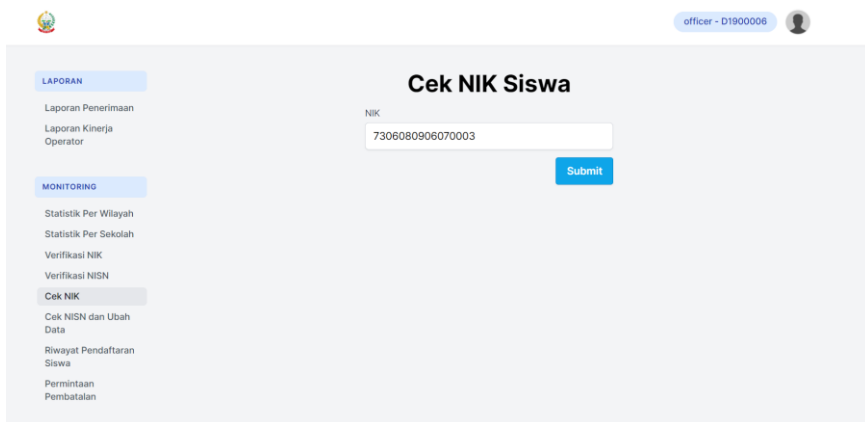 officer - D1900006
LAPORAN
Laporan Penerimaan
Laporan Kinerja
Operator
MONITORING
Statistik Per Wilayah
Statistik Per Sekolah
Verifikasi NIK
Verifikasi NISN
Cek NIK
Cek NISN dan Ubah
Data
Riwayat Pendaftaran
Siswa
Permintaan
Pembatalan
Cek NIK Siswa
NIK
7306080906070003
Submit